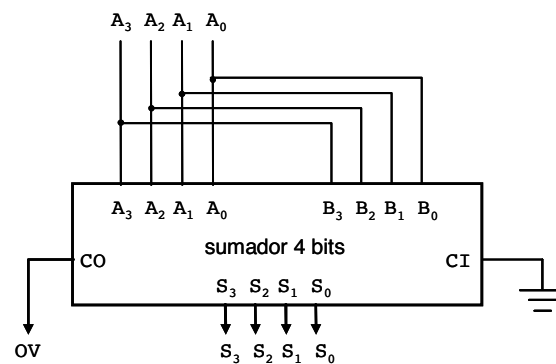 A3 A2 A1 A0
A3 A2 A1 A0 B3 B2 B1 B0
sumador 4 bits
CO CI
S3 S2 S1 S0
OV S3 S2 S1 S0